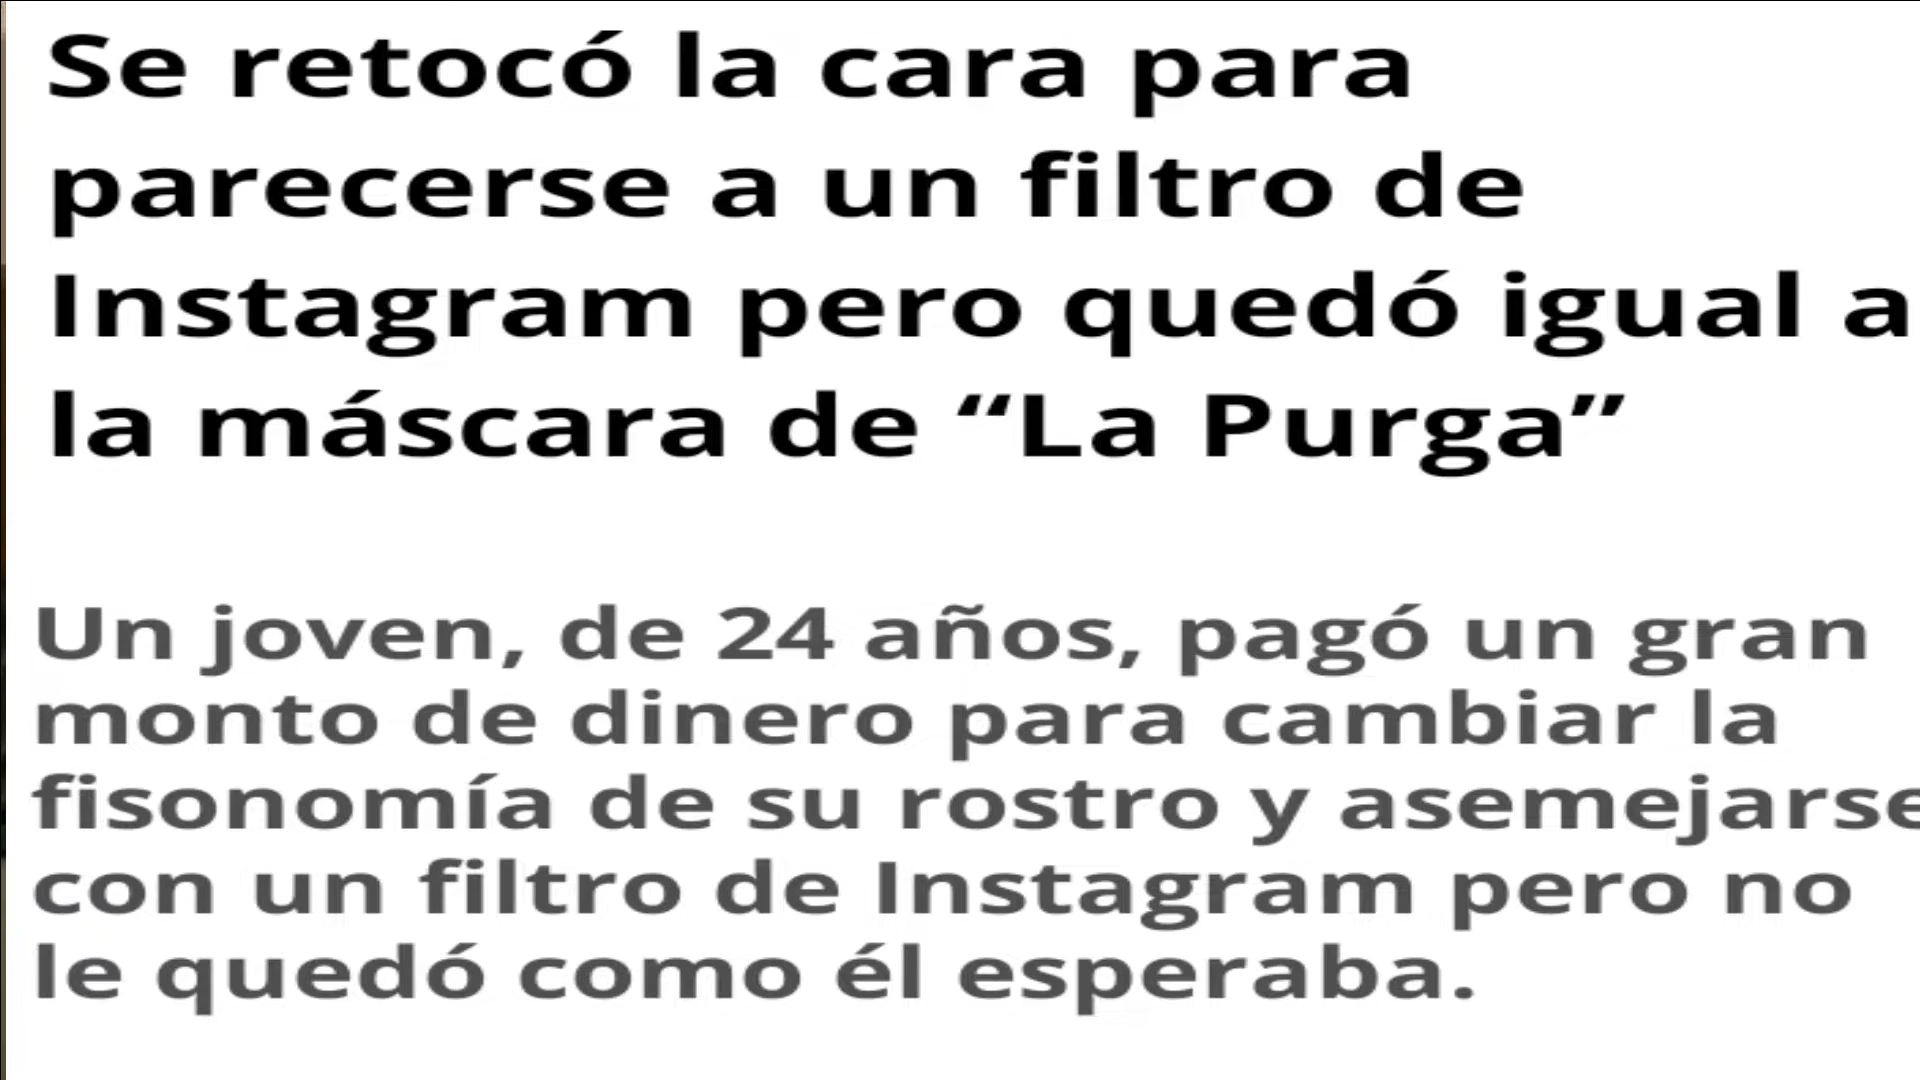 Se retocó la cara para
parecerse a un filtro de
Instagram pero quedó igual a
la máscara de “La Purga”
Un joven, de 24 años, pagó un gran
monto de dinero para cambiar la
fisonomía de su rostro y asemejarse
con un filtro de Instagram pero no
le quedó como él esperaba.